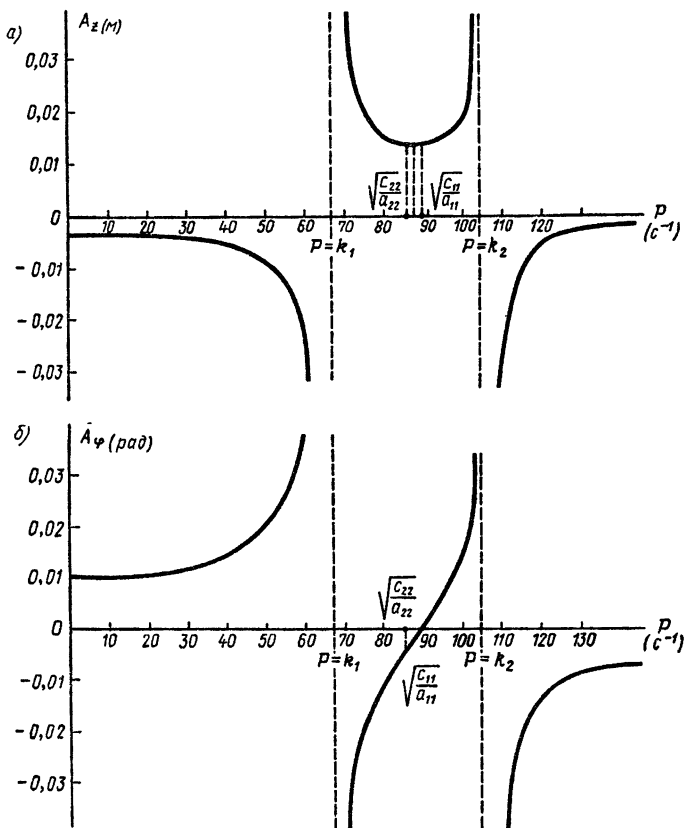 а)
A_z (м)
0,03
0,02
0,01
√(c₂₂/a₂₂) √(c₁₁/a₁₁)
0 10 20 30 40 50 60 70 80 90 100 110 120 p
p=k₁ p=k₂ (c⁻¹)
-0,01
-0,02
-0,03
б)
A_φ (рад)
0,03
0,02
0,01
√(c₂₂/a₂₂)
0 10 20 30 40 50 60 70 80 90 100 110 120 130 p
p=k₁ p=k₂ (c⁻¹)
√(c₁₁/a₁₁)
-0,01
-0,02
-0,03